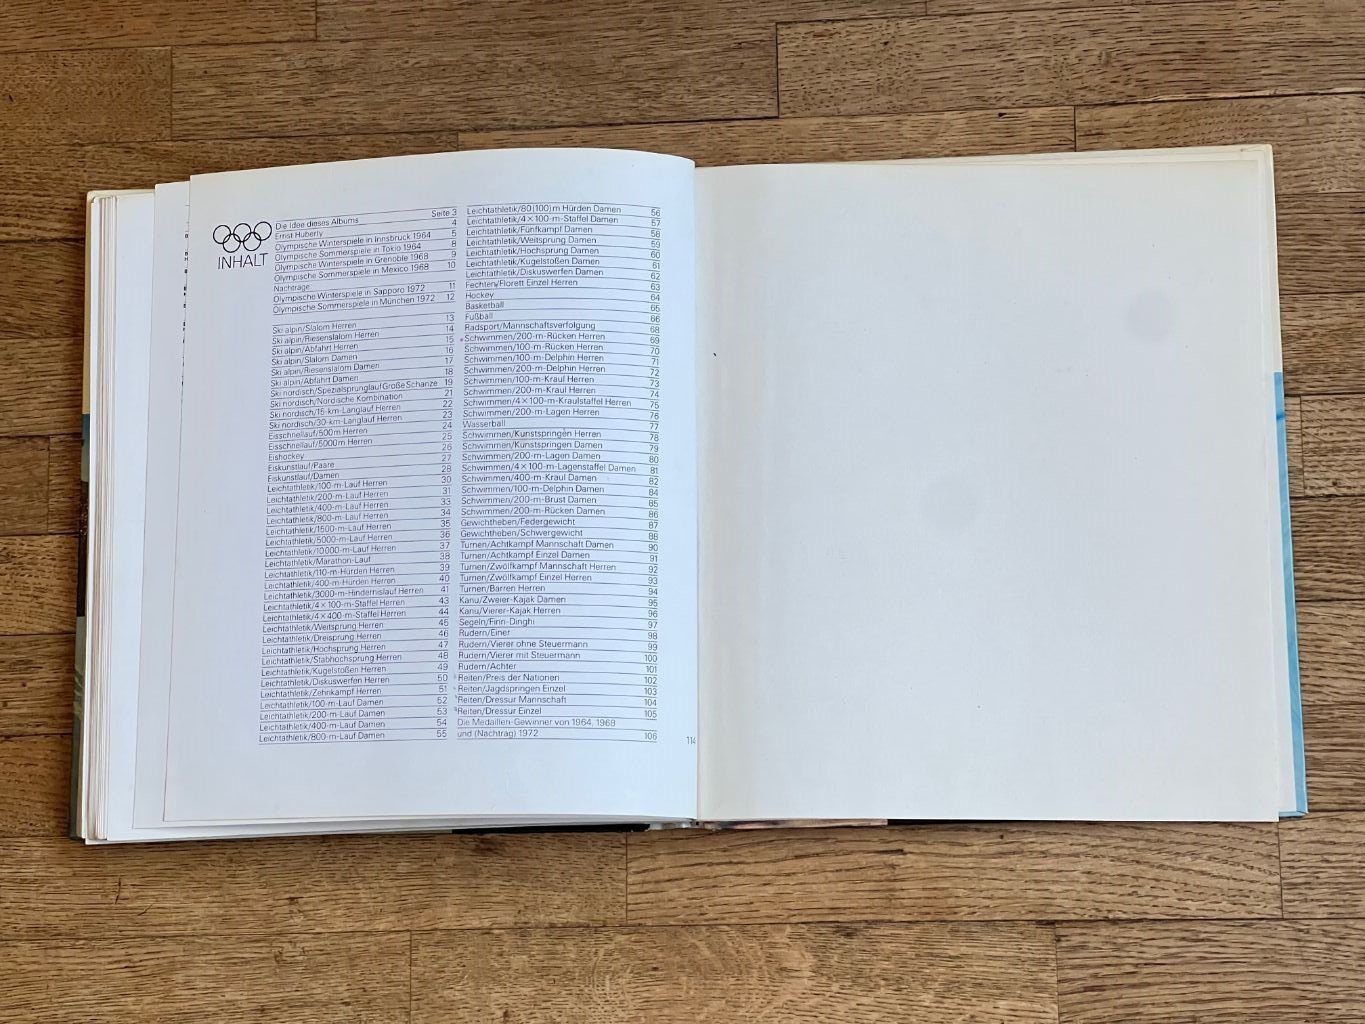 INHALT
Die Idee dieses Albums Seite 3
Ernst Huberty 4
Olympische Winterspiele in Innsbruck 1964 5
Olympische Sommerspiele in Tokio 1964 8
Olympische Winterspiele in Grenoble 1968 9
Olympische Sommerspiele in Mexico 1968 10
Nachträge
Olympische Winterspiele in Sapporo 1972 11
Olympische Sommerspiele in München 1972 12
Ski alpin/Slalom Herren 13
Ski alpin/Riesenslalom Herren 14
Ski alpin/Abfahrt Herren 15
Ski alpin/Slalom Damen 16
Ski alpin/Riesenslalom Damen 17
Ski alpin/Abfahrt Damen 18
Ski nordisch/Spezialsprunglauf Große Schanze 19
Ski nordisch/Nordische Kombination 21
Ski nordisch/15-km-Langlauf Herren 22
Ski nordisch/30-km-Langlauf Herren 23
Eisschnellauf/500m Herren 24
Eisschnellauf/5000m Herren 25
Eishockey 26
Eiskunstlauf/Paare 27
Eiskunstlauf/Damen 28
Leichtathletik/100-m-Lauf Herren 30
Leichtathletik/200-m-Lauf Herren 31
Leichtathletik/400-m-Lauf Herren 33
Leichtathletik/800-m-Lauf Herren 34
Leichtathletik/1500-m-Lauf Herren 35
Leichtathletik/5000-m-Lauf Herren 36
Leichtathletik/10000-m-Lauf Herren 37
Leichtathletik/Marathon-Lauf 38
Leichtathletik/110-m-Hürden Herren 39
Leichtathletik/400-m-Hürden Herren 40
Leichtathletik/3000-m-Hindernislauf Herren 41
Leichtathletik/4×100-m-Staffel Herren 43
Leichtathletik/4×400-m-Staffel Herren 44
Leichtathletik/Weitsprung Herren 45
Leichtathletik/Dreisprung Herren 46
Leichtathletik/Hochsprung Herren 47
Leichtathletik/Stabhochsprung Herren 48
Leichtathletik/Kugelstoßen Herren 49
Leichtathletik/Diskuswerfen Herren 50
Leichtathletik/Zehnkampf Herren 51
Leichtathletik/100-m-Lauf Damen 52
Leichtathletik/200-m-Lauf Damen 53
Leichtathletik/400-m-Lauf Damen 54
Leichtathletik/800-m-Lauf Damen 55
Leichtathletik/80(100)m Hürden Damen 56
Leichtathletik/4×100-m-Staffel Damen 57
Leichtathletik/Fünfkampf Damen 58
Leichtathletik/Weitsprung Damen 59
Leichtathletik/Hochsprung Damen 60
Leichtathletik/Kugelstoßen Damen 61
Leichtathletik/Diskuswerfen Damen 62
Fechten/Florett Einzel Herren 63
Hockey 64
Basketball 65
Fußball 66
Radsport/Mannschaftsverfolgung 68
Schwimmen/200-m-Rücken Herren 69
Schwimmen/100-m-Rücken Herren 70
Schwimmen/100-m-Delphin Herren 71
Schwimmen/200-m-Delphin Herren 72
Schwimmen/100-m-Kraul Herren 73
Schwimmen/200-m-Kraul Herren 74
Schwimmen/4×100-m-Kraulstaffel Herren 75
Schwimmen/200-m-Lagen Herren 76
Wasserball 77
Schwimmen/Kunstspringen Herren 78
Schwimmen/Kunstspringen Damen 79
Schwimmen/200-m-Lagen Damen 80
Schwimmen/4×100-m-Lagenstaffel Damen 81
Schwimmen/400-m-Kraul Damen 82
Schwimmen/100-m-Delphin Damen 84
Schwimmen/200-m-Brust Damen 85
Schwimmen/200-m-Rücken Damen 86
Gewichtheben/Federgewicht 87
Gewichtheben/Schwergewicht 88
Turnen/Achtkampf Mannschaft Damen 90
Turnen/Achtkampf Einzel Damen 91
Turnen/Zwölfkampf Mannschaft Herren 92
Turnen/Zwölfkampf Einzel Herren 93
Turnen/Barren Herren 94
Kanu/Zweier-Kajak Damen 95
Kanu/Vierer-Kajak Herren 96
Segeln/Finn-Dinghi 97
Rudern/Einer 98
Rudern/Vierer ohne Steuermann 99
Rudern/Vierer mit Steuermann 100
Rudern/Achter 101
Reiten/Preis der Nationen 102
Reiten/Jagdspringen Einzel 103
Reiten/Dressur Mannschaft 104
Reiten/Dressur Einzel 105
Die Medaillen-Gewinner von 1964, 1968
und (Nachtrag) 1972 106
114